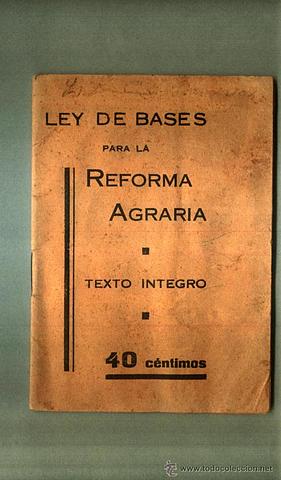 LEY DE BASES
PARA LA
REFORMA
AGRARIA
TEXTO INTEGRO
40 céntimos
© www.todocoleccion.net